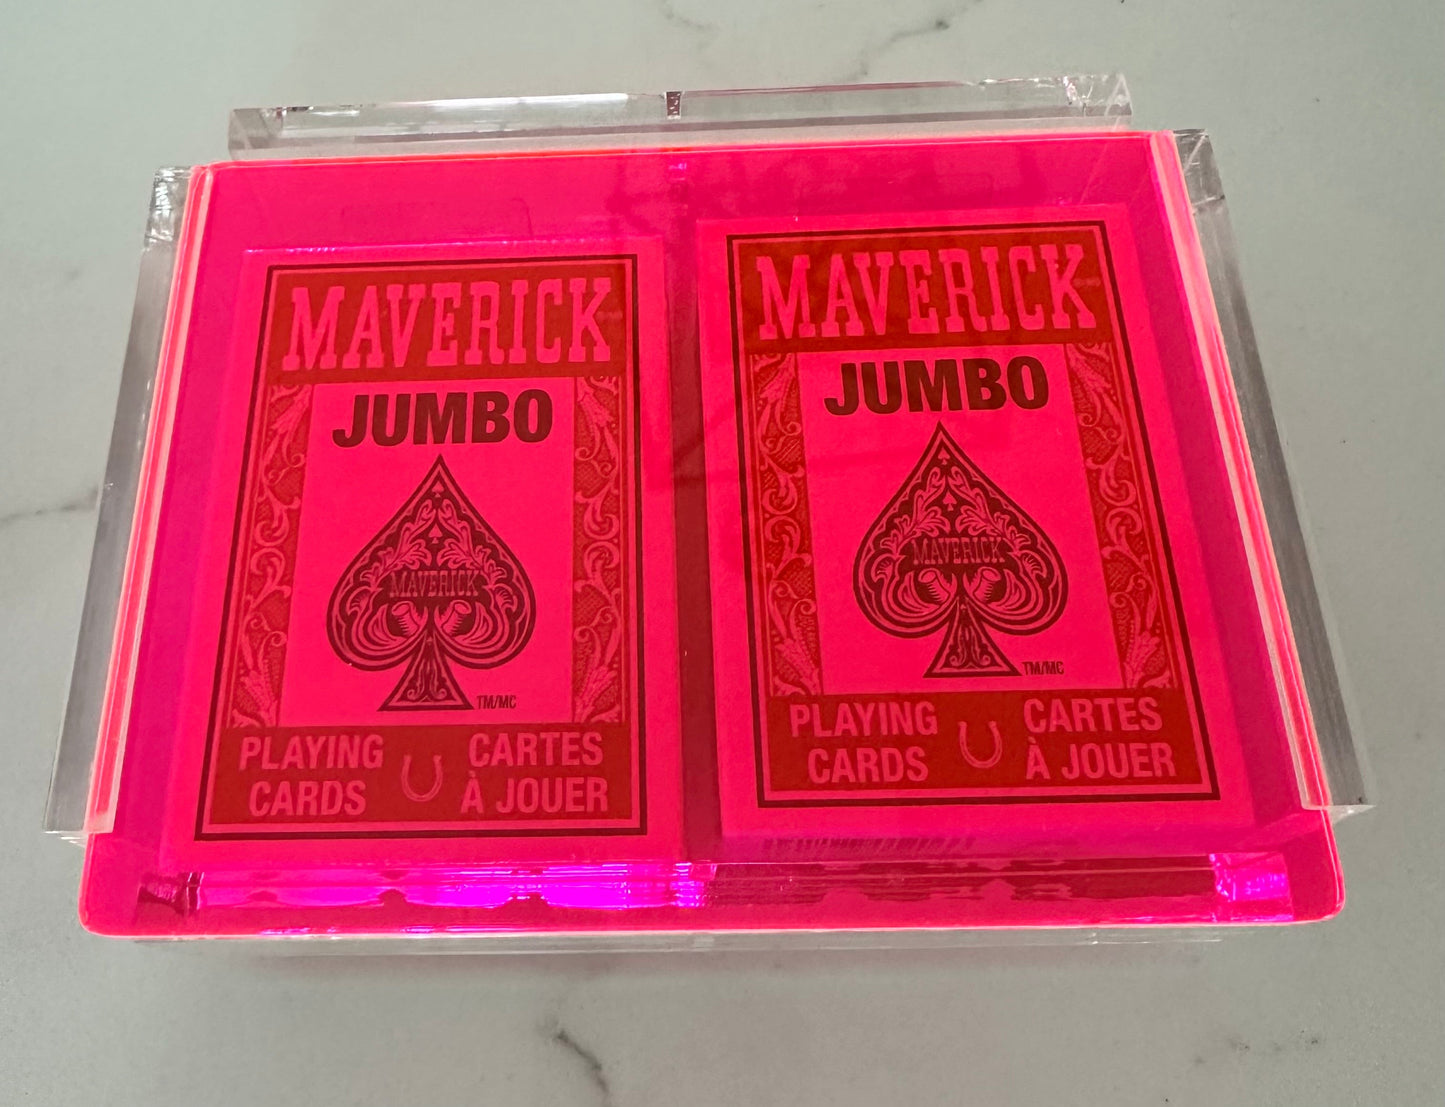 MAVERICK
JUMBO
MAVERICK
TM/MC
PLAYING
CARDS
CARTES
À JOUER
MAVERICK
JUMBO
MAVERICK
TM/MC
PLAYING
CARDS
CARTES
À JOUER